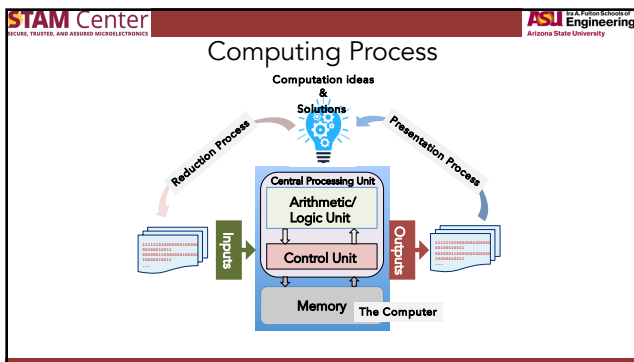 STAM Center
SECURE, TRUSTED, AND ASSURED MICROELECTRONICS
ASU Ira A. Fulton Schools of
Engineering
Arizona State University
Computing Process
Computation ideas
&
Solutions
Reduction Process
Presentation Process
Central Processing Unit
Arithmetic/
Logic Unit
Inputs
Outputs
Control Unit
Memory
The Computer
...
...